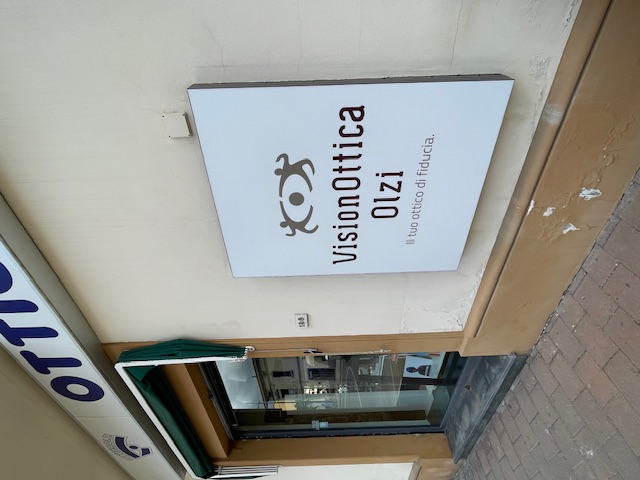 VisionOttica
Olzi
Il tuo ottico di fiducia.
OTTIC